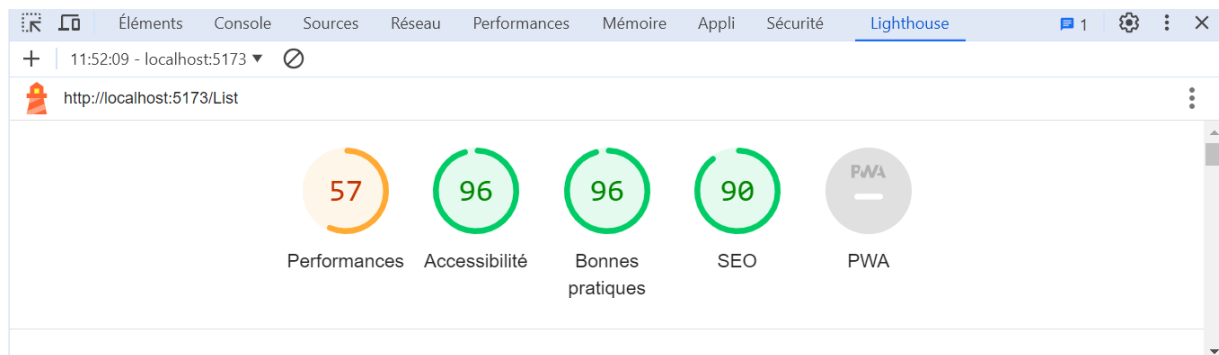 Éléments Console Sources Réseau Performances Mémoire Appli Sécurité Lighthouse 1
11:52:09 - localhost:5173
http://localhost:5173/List
57 96 96 90 PWA
Performances Accessibilité Bonnes pratiques SEO PWA